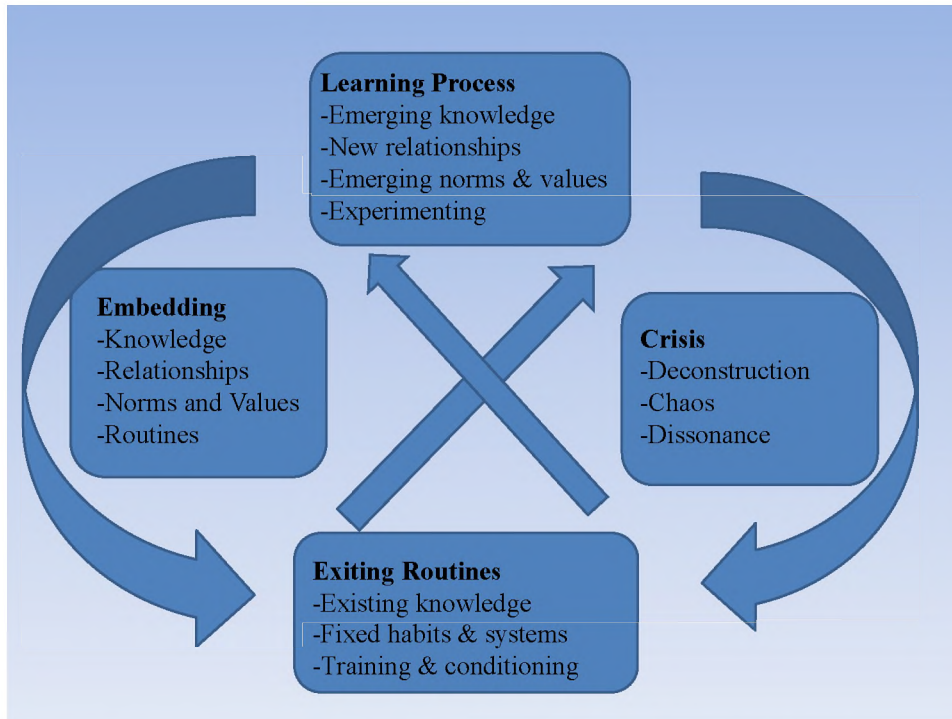 Learning Process
-Emerging knowledge
-New relationships
-Emerging norms & values
-Experimenting
Embedding
-Knowledge
-Relationships
-Norms and Values
-Routines
Crisis
-Deconstruction
-Chaos
-Dissonance
Exiting Routines
-Existing knowledge
-Fixed habits & systems
-Training & conditioning